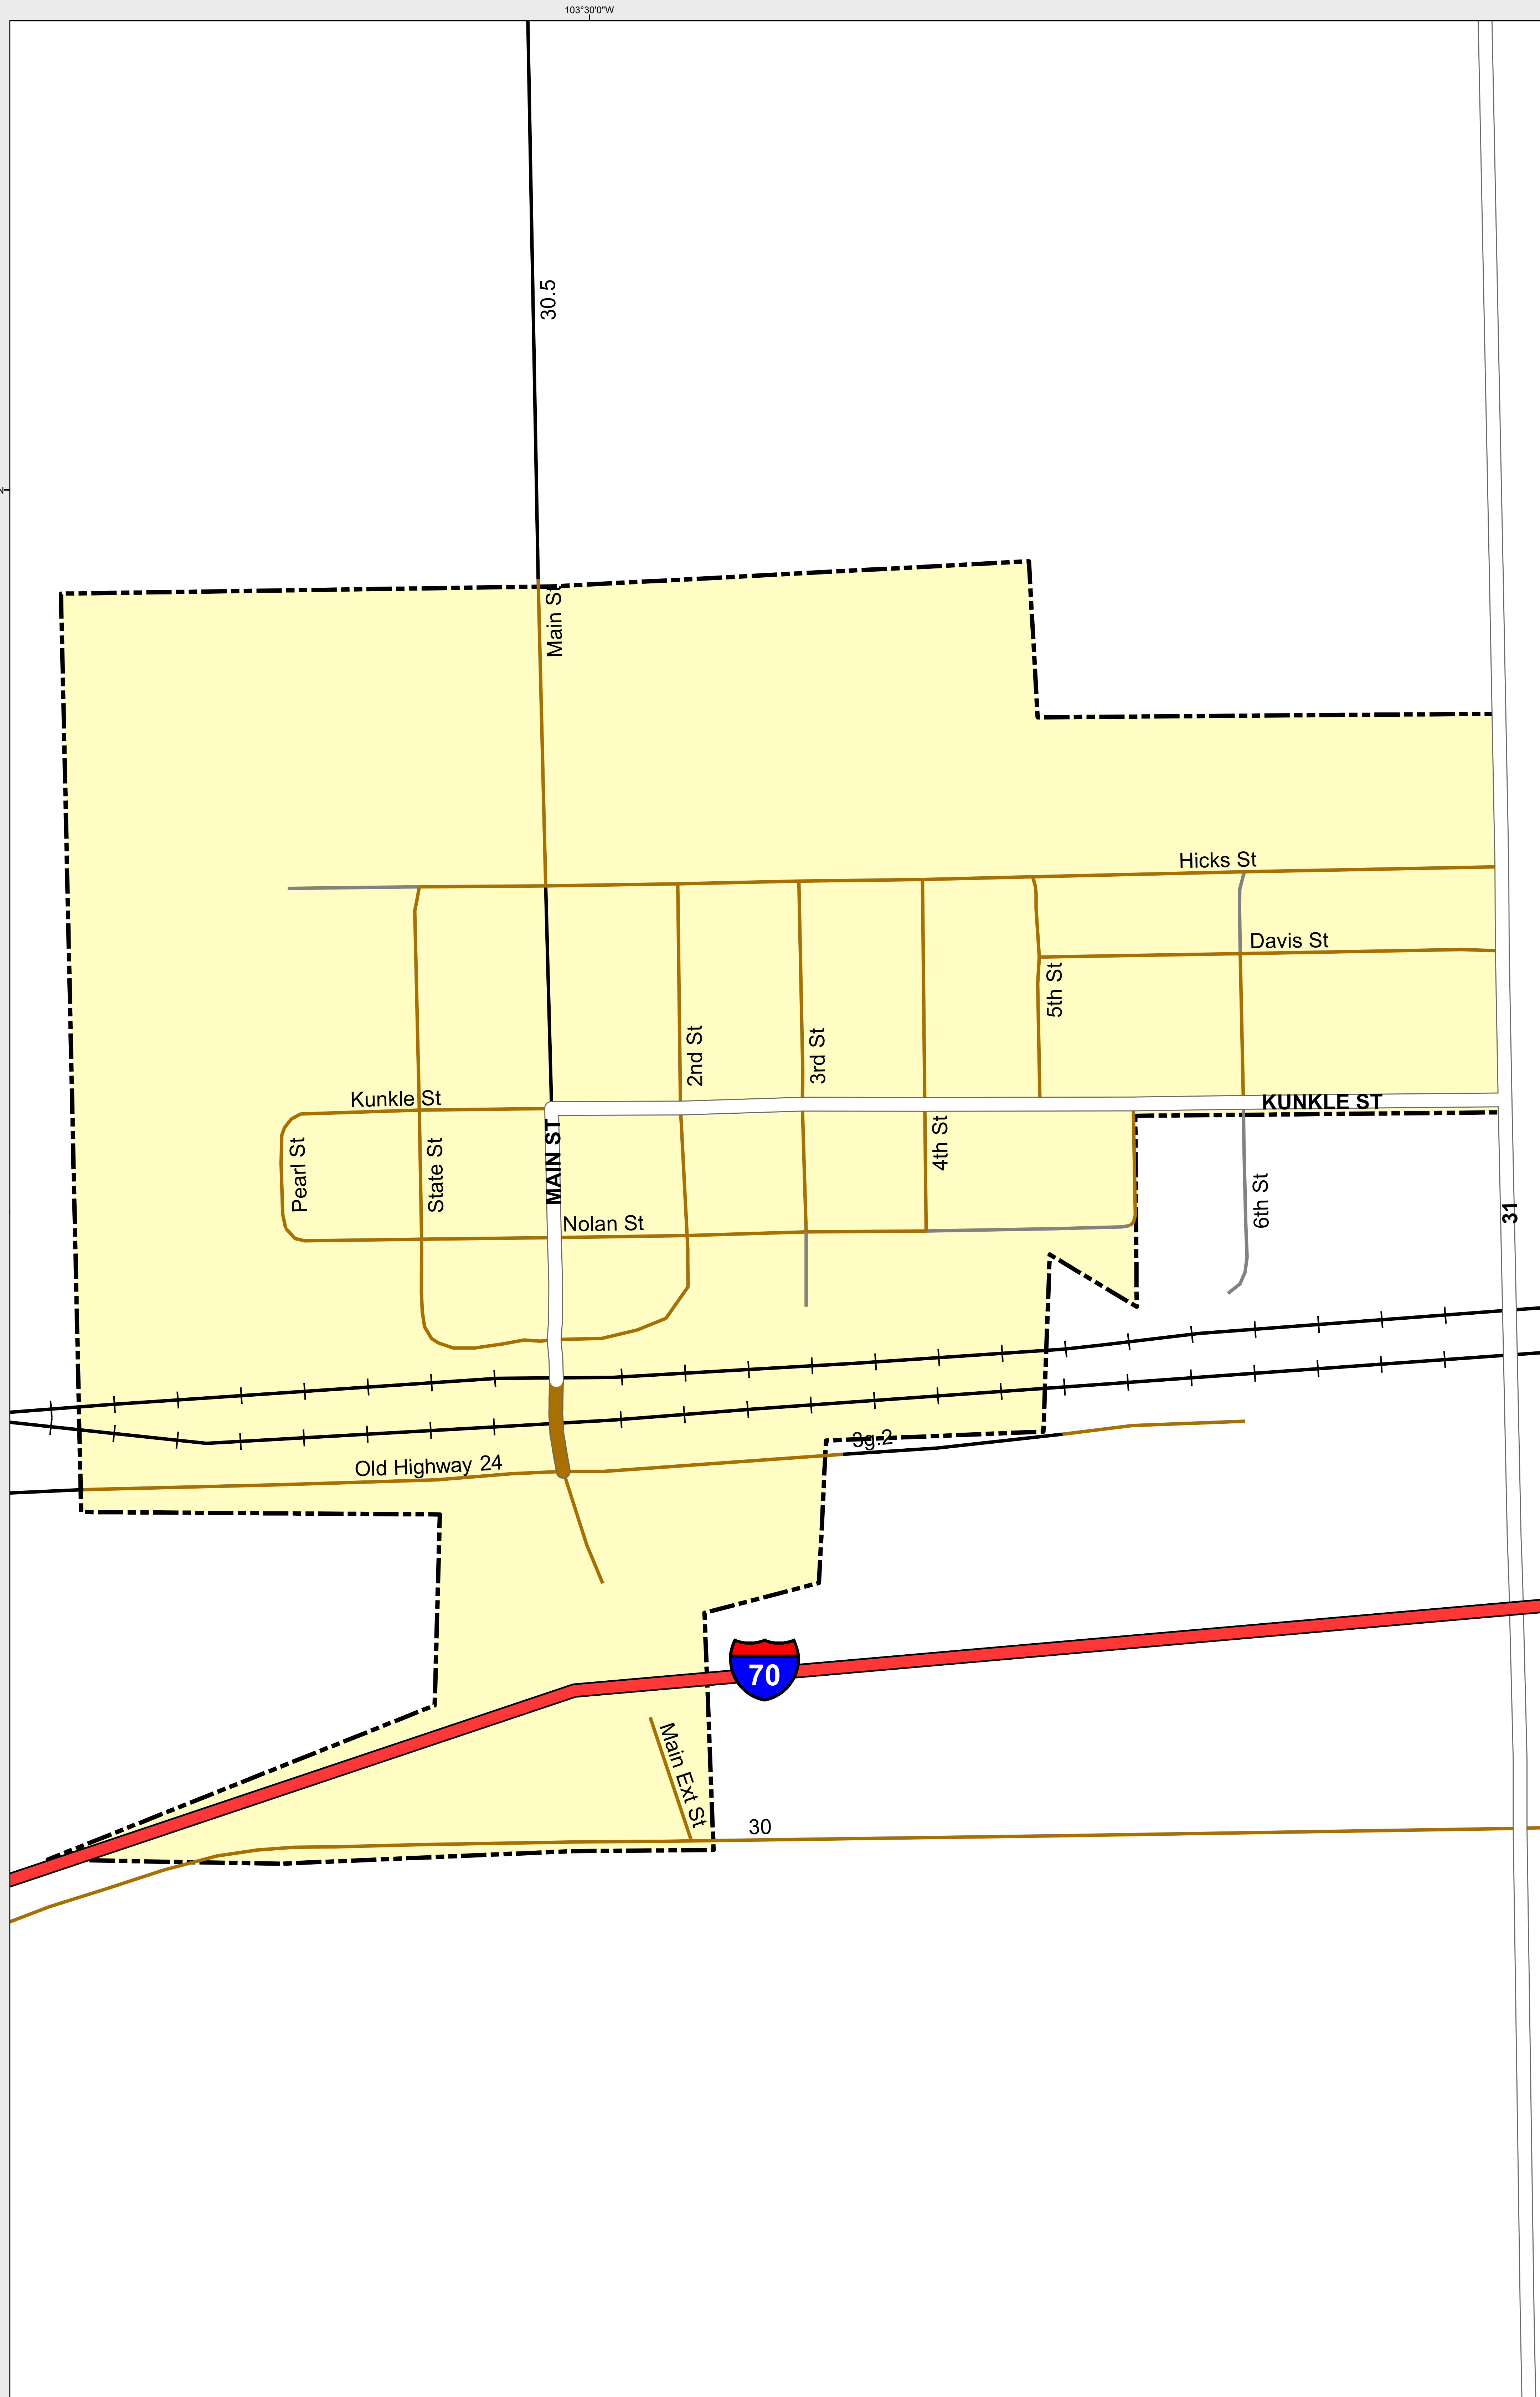 103°30'0"W
30.5
Main St
Hicks St
Davis St
5th St
2nd St
3rd St
Kunkle St
KUNKLE ST
MAIN ST
4th St
Pearl St
State St
6th St
31
Nolan St
3g.2
Old Highway 24
70
Main Ext St
30